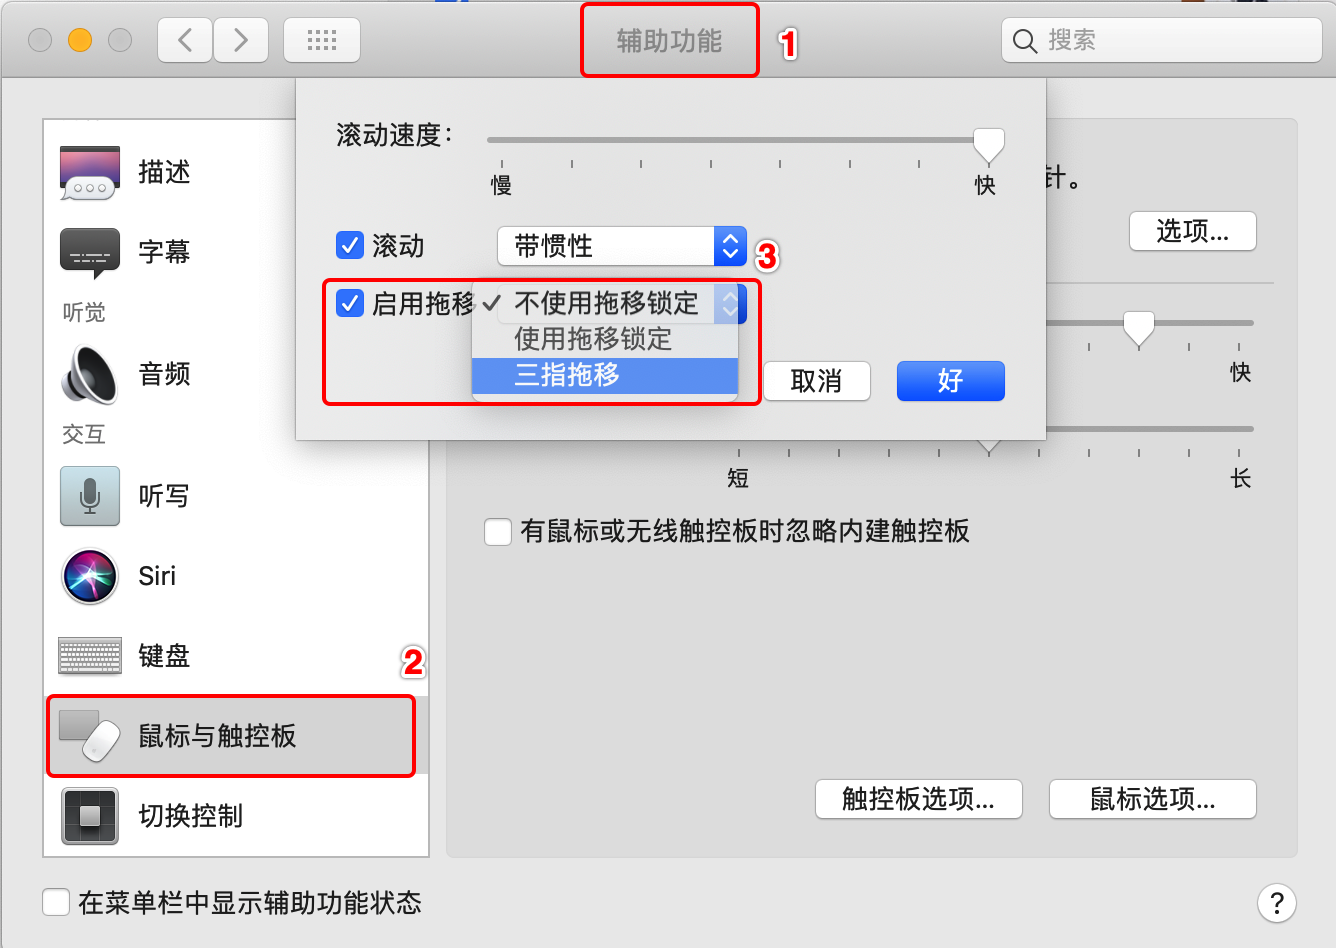 辅助功能
1
搜索
滚动速度：
慢
快
针。
选项...
描述
字幕
听觉
音频
交互
听写
Siri
键盘
2
鼠标与触控板
切换控制
滚动
带惯性
3
启用拖移
✓ 不使用拖移锁定
使用拖移锁定
三指拖移
取消
好
快
短
长
有鼠标或无线触控板时忽略内建触控板
触控板选项...
鼠标选项...
在菜单栏中显示辅助功能状态
?